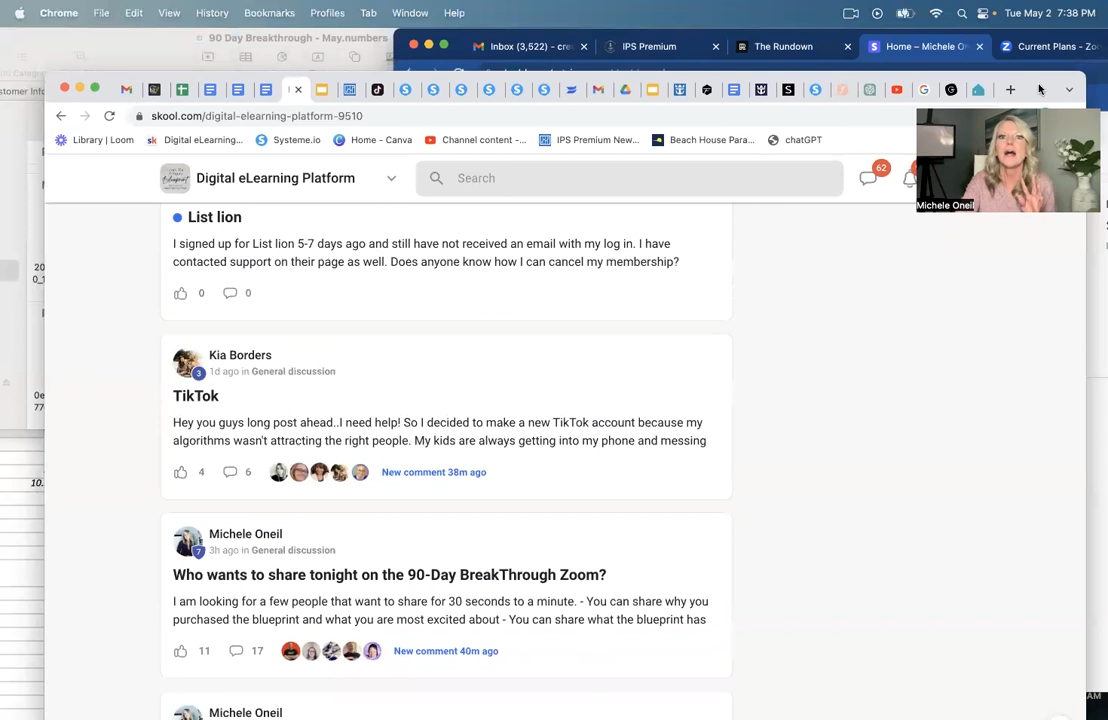 Chrome File Edit View History Bookmarks Profiles Tab Window Help Tue May 2 7:38 PM
90 Day Breakthrough - May.numbers
Inbox (3,522) - cre IPS Premium The Rundown Home – Michele O Current Plans - Zo
skool.com/digital-elearning-platform-9510
Library | Loom Digital eLearning... Systeme.io Home - Canva Channel content -... IPS Premium New... Beach House Para... chatGPT
Digital eLearning Platform Search 62
Michele Oneil
List lion
I signed up for List lion 5-7 days ago and still have not received an email with my log in. I have
contacted support on their page as well. Does anyone know how I can cancel my membership?
0 0
Kia Borders
3 1d ago in General discussion
TikTok
Hey you guys long post ahead..I need help! So I decided to make a new TikTok account because my
algorithms wasn't attracting the right people. My kids are always getting into my phone and messing
4 6 New comment 38m ago
Michele Oneil
7 3h ago in General discussion
Who wants to share tonight on the 90-Day BreakThrough Zoom?
I am looking for a few people that want to share for 30 seconds to a minute. - You can share why you
purchased the blueprint and what you are most excited about - You can share what the blueprint has
11 17 New comment 40m ago
Michele Oneil